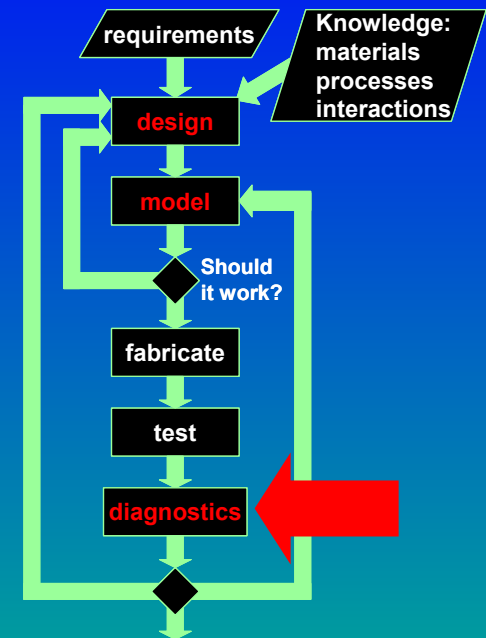 requirements
Knowledge:
materials
processes
interactions
design
model
Should
it work?
fabricate
test
diagnostics